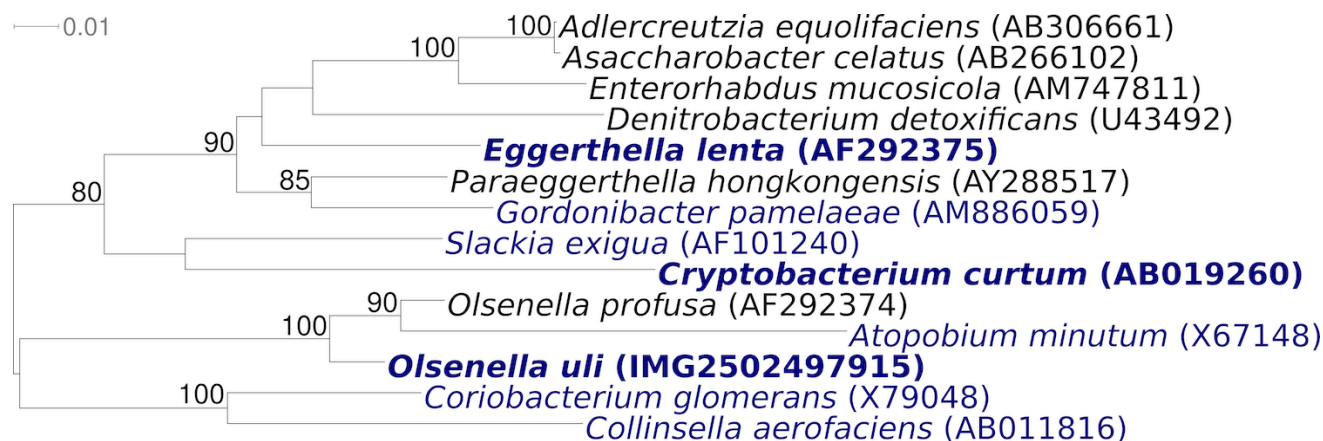 0.01
100 Adlercreutzia equolifaciens (AB306661)
100
Asaccharobacter celatus (AB266102)
Enterorhabdus mucosicola (AM747811)
Denitrobacterium detoxificans (U43492)
90
Eggerthella lenta (AF292375)
85
Paraeggerthella hongkongensis (AY288517)
80
Gordonibacter pamelaeae (AM886059)
Slackia exigua (AF101240)
Cryptobacterium curtum (AB019260)
90
Olsenella profusa (AF292374)
100
Atopobium minutum (X67148)
Olsenella uli (IMG2502497915)
100
Coriobacterium glomerans (X79048)
Collinsella aerofaciens (AB011816)